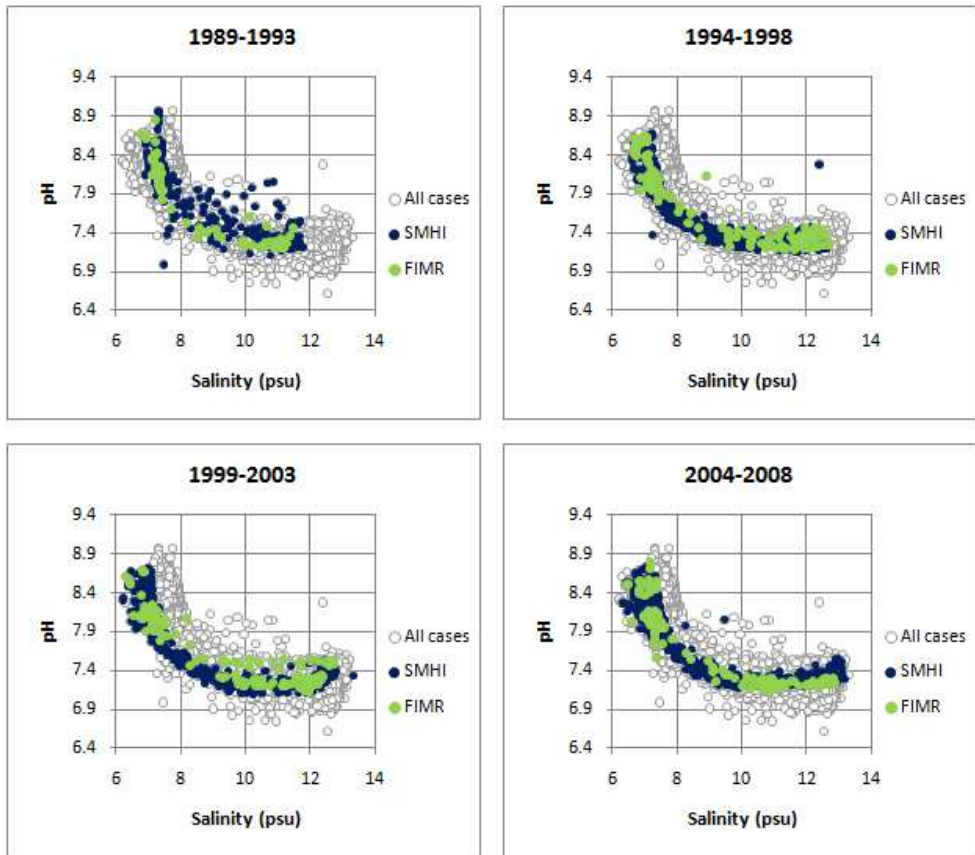 1989-1993
9.4
8.9
8.4
7.9
7.4
6.9
6.4
pH
6 8 10 12 14
Salinity (psu)
All cases
SMHI
FIMR
1994-1998
9.4
8.9
8.4
7.9
7.4
6.9
6.4
pH
6 8 10 12 14
Salinity (psu)
All cases
SMHI
FIMR
1999-2003
9.4
8.9
8.4
7.9
7.4
6.9
6.4
pH
6 8 10 12 14
Salinity (psu)
All cases
SMHI
FIMR
2004-2008
9.4
8.9
8.4
7.9
7.4
6.9
6.4
pH
6 8 10 12 14
Salinity (psu)
All cases
SMHI
FIMR